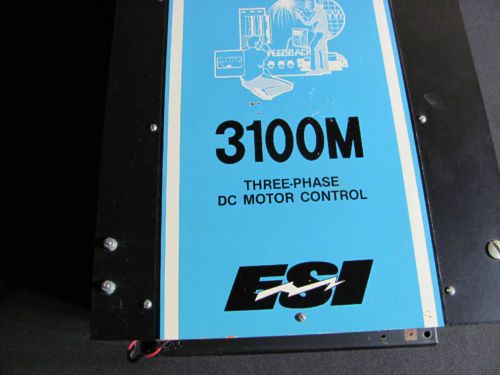 FEEDBACK
3100M
THREE-PHASE
DC MOTOR CONTROL
ESI